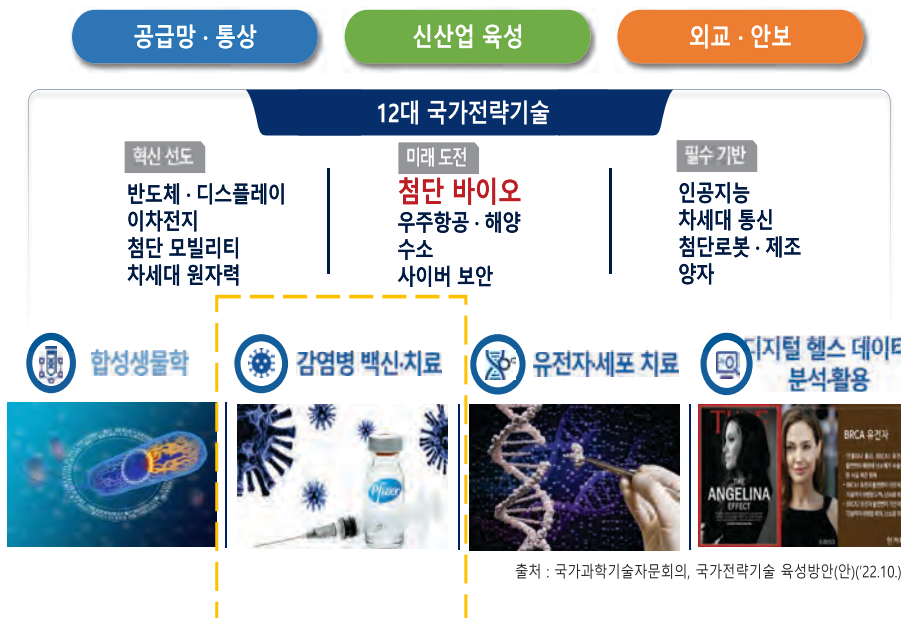 공급망 · 통상
신산업 육성
외교 · 안보
12대 국가전략기술
혁신 선도
반도체 · 디스플레이
이차전지
첨단 모빌리티
차세대 원자력
미래 도전
첨단 바이오
우주항공 · 해양
수소
사이버 보안
필수 기반
인공지능
차세대 통신
첨단로봇 · 제조
양자
합성생물학
감염병 백신·치료
유전자·세포 치료
디지털 헬스 데이터
분석·활용
Pfizer
TIME
THE
ANGELINA
EFFECT
BRCA 유전자
출처 : 국가과학기술자문회의, 국가전략기술 육성방안(안)('22.10.)